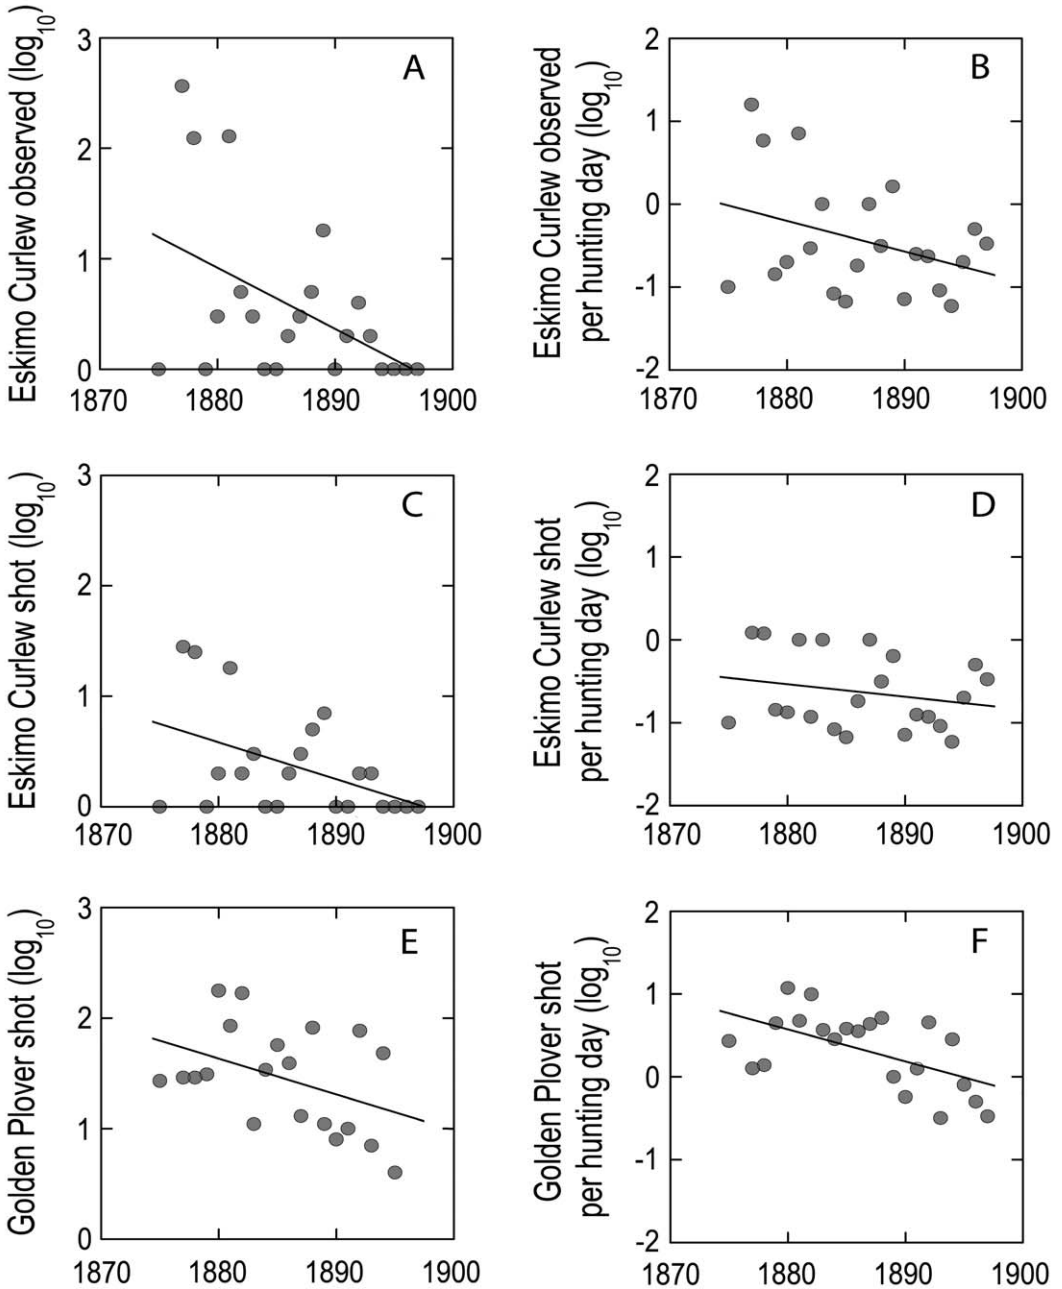 Eskimo Curlew observed (log10)
3
2
1
0
1870 1880 1890 1900
A
Eskimo Curlew observed
per hunting day (log10)
2
1
0
-1
-2
1870 1880 1890 1900
B
Eskimo Curlew shot (log10)
3
2
1
0
1870 1880 1890 1900
C
Eskimo Curlew shot
per hunting day (log10)
2
1
0
-1
-2
1870 1880 1890 1900
D
Golden Plover shot (log10)
3
2
1
0
1870 1880 1890 1900
E
Golden Plover shot
per hunting day (log10)
2
1
0
-1
-2
1870 1880 1890 1900
F